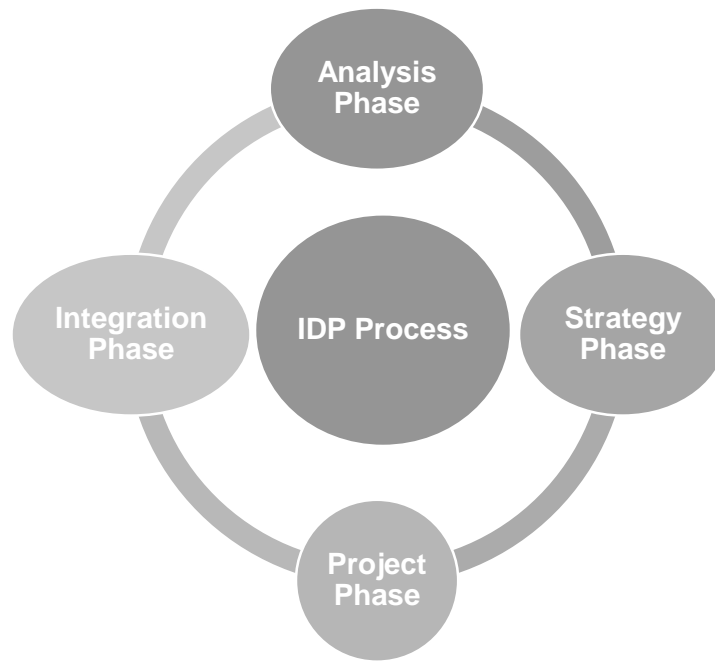 Analysis
Phase
Integration
Phase
IDP Process
Strategy
Phase
Project
Phase